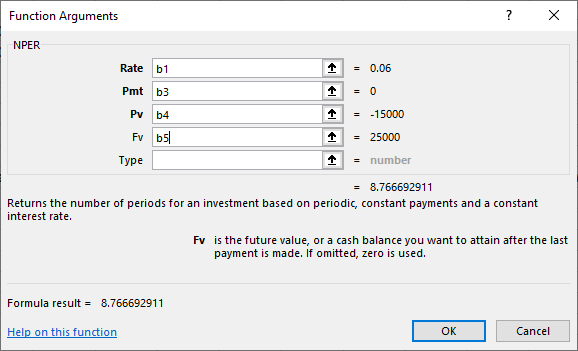 Function Arguments ? ×
NPER
Rate b1 = 0.06
Pmt b3 = 0
Pv b4 = -15000
Fv b5 = 25000
Type = number
= 8.766692911
Returns the number of periods for an investment based on periodic, constant payments and a constant
interest rate.
Fv is the future value, or a cash balance you want to attain after the last
payment is made. If omitted, zero is used.
Formula result = 8.766692911
Help on this function OK Cancel